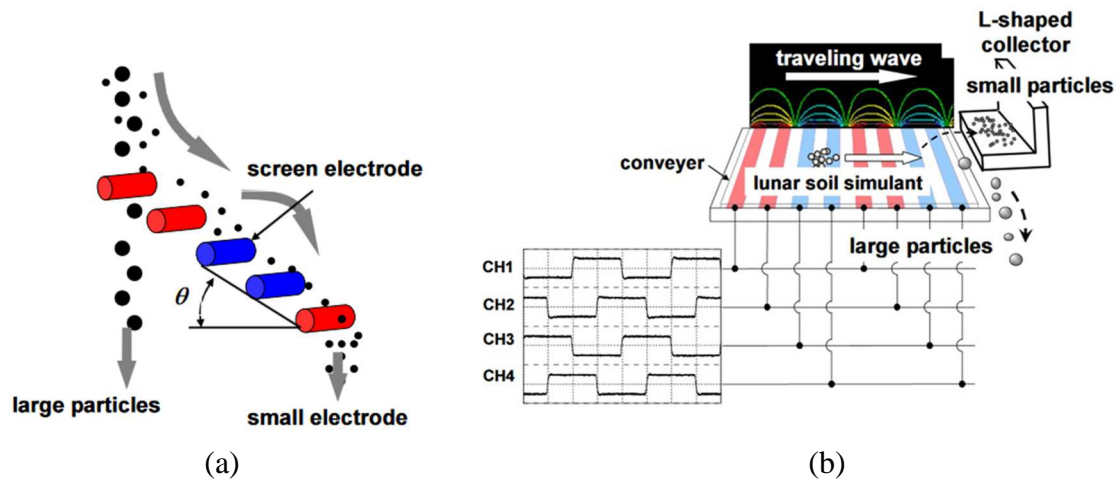 screen electrode
θ
large particles
small electrode
(a)
L-shaped
collector
traveling wave
small particles
conveyer
lunar soil simulant
large particles
CH1
CH2
CH3
CH4
(b)